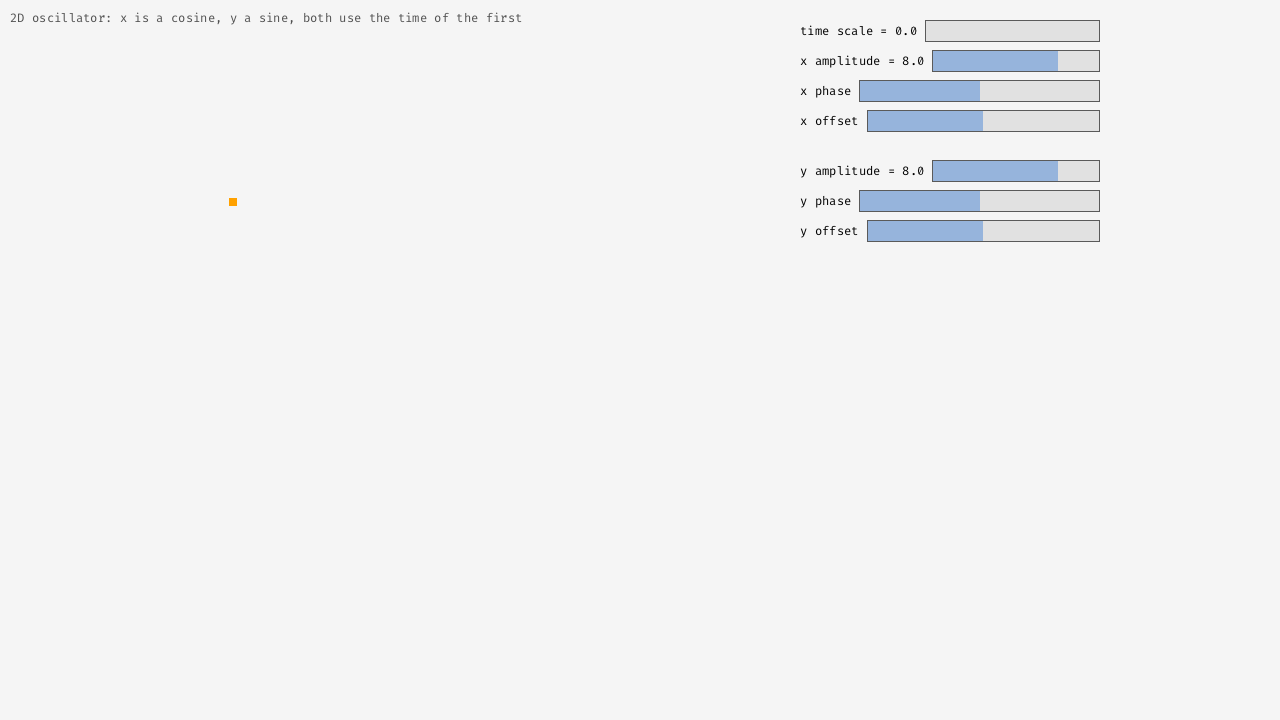 2D oscillator: x is a cosine, y a sine, both use the time of the first
time scale = 0.0
x amplitude = 8.0
x phase
x offset
y amplitude = 8.0
y phase
y offset